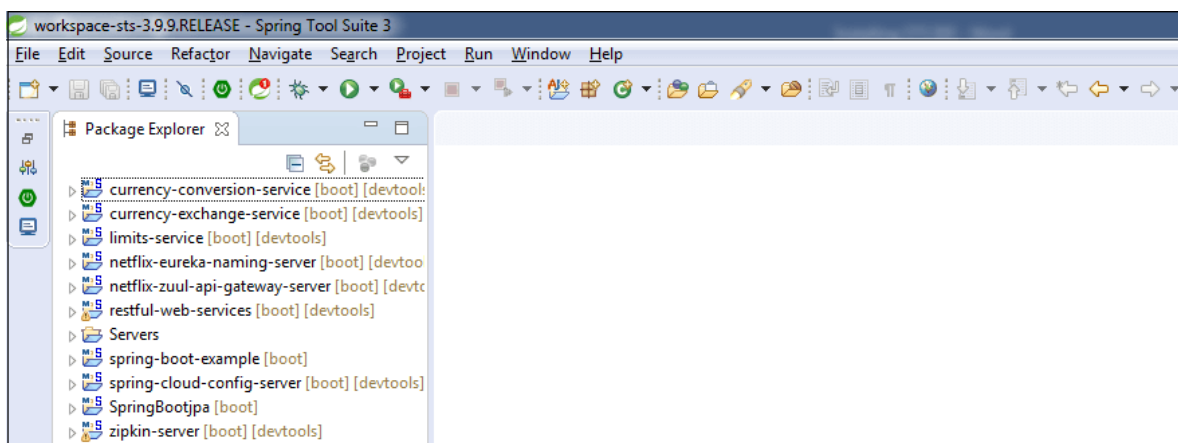 workspace-sts-3.9.9.RELEASE - Spring Tool Suite 3
File Edit Source Refactor Navigate Search Project Run Window Help
Package Explorer
currency-conversion-service [boot] [devtools
currency-exchange-service [boot] [devtools]
limits-service [boot] [devtools]
netflix-eureka-naming-server [boot] [devtoo
netflix-zuul-api-gateway-server [boot] [devtc
restful-web-services [boot] [devtools]
Servers
spring-boot-example [boot]
spring-cloud-config-server [boot] [devtools]
SpringBootjpa [boot]
zipkin-server [boot] [devtools]